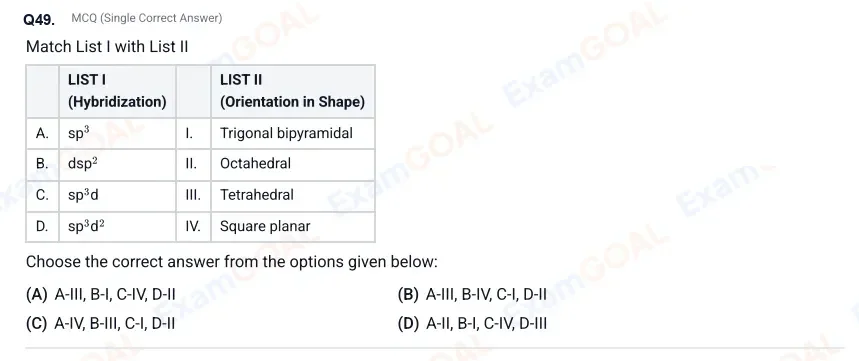 Q49. MCQ (Single Correct Answer)
Match List I with List II
LIST I LIST II
(Hybridization) (Orientation in Shape)
A. sp³ I. Trigonal bipyramidal
B. dsp² II. Octahedral
C. sp³d III. Tetrahedral
D. sp³d² IV. Square planar
Choose the correct answer from the options given below:
(A) A-III, B-I, C-IV, D-II (B) A-III, B-IV, C-I, D-II
(C) A-IV, B-III, C-I, D-II (D) A-II, B-I, C-IV, D-III
ExamGOAL